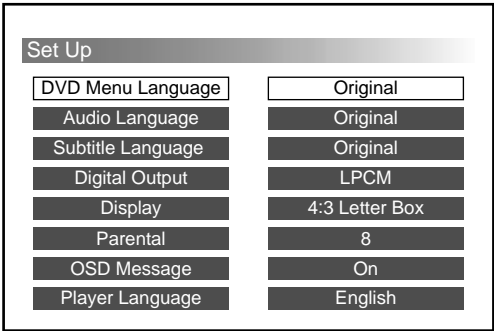 Set Up
DVD Menu Language Original
Audio Language Original
Subtitle Language Original
Digital Output LPCM
Display 4:3 Letter Box
Parental 8
OSD Message On
Player Language English